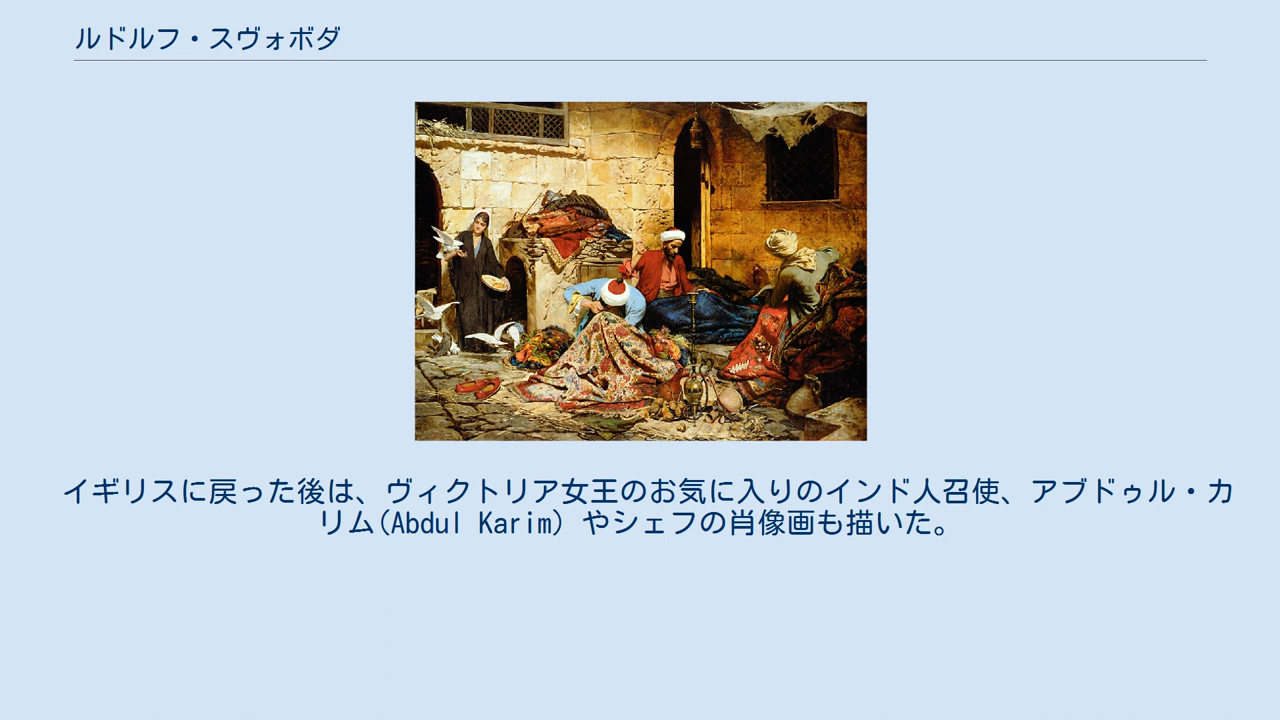 ルドルフ・スヴォボダ
イギリスに戻った後は、ヴィクトリア女王のお気に入りのインド人召使、アブドゥル・カ
リム(Abdul Karim) やシェフの肖像画も描いた。